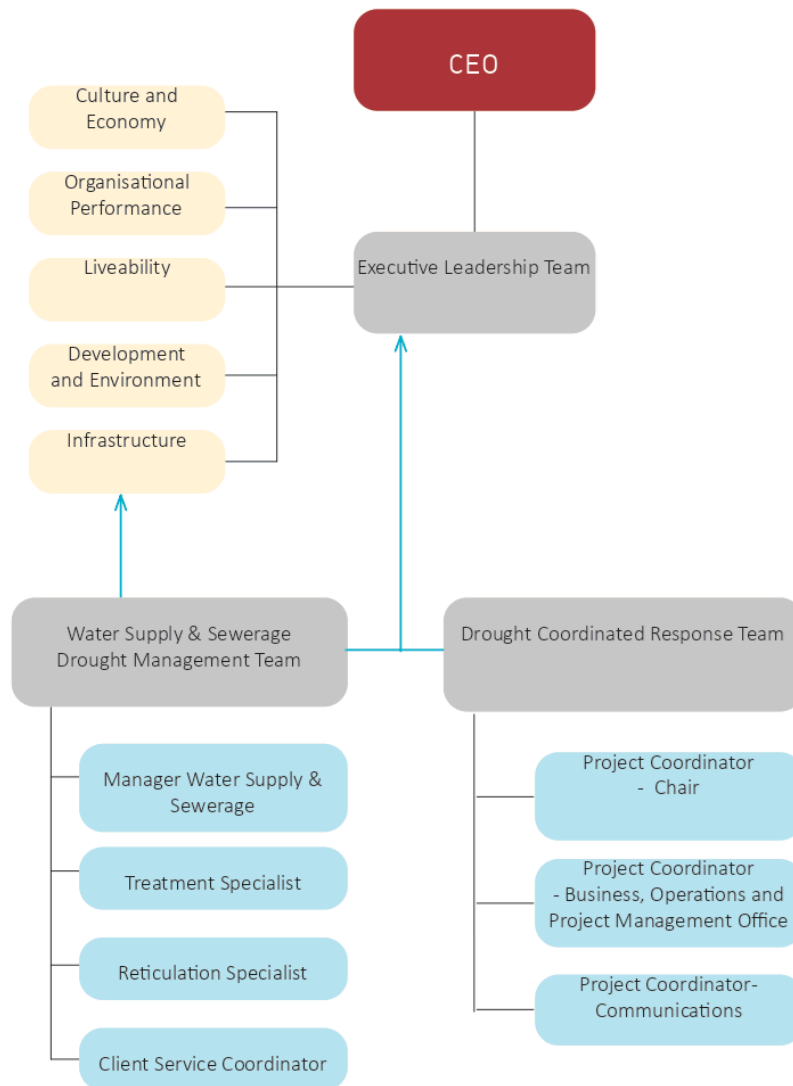 CEO
Culture and
Economy
Organisational
Performance
Liveability
Executive Leadership Team
Development
and Environment
Infrastructure
Water Supply & Sewerage
Drought Management Team
Drought Coordinated Response Team
Manager Water Supply &
Sewerage
Treatment Specialist
Reticulation Specialist
Client Service Coordinator
Project Coordinator
- Chair
Project Coordinator
- Business, Operations and
Project Management Office
Project Coordinator-
Communications